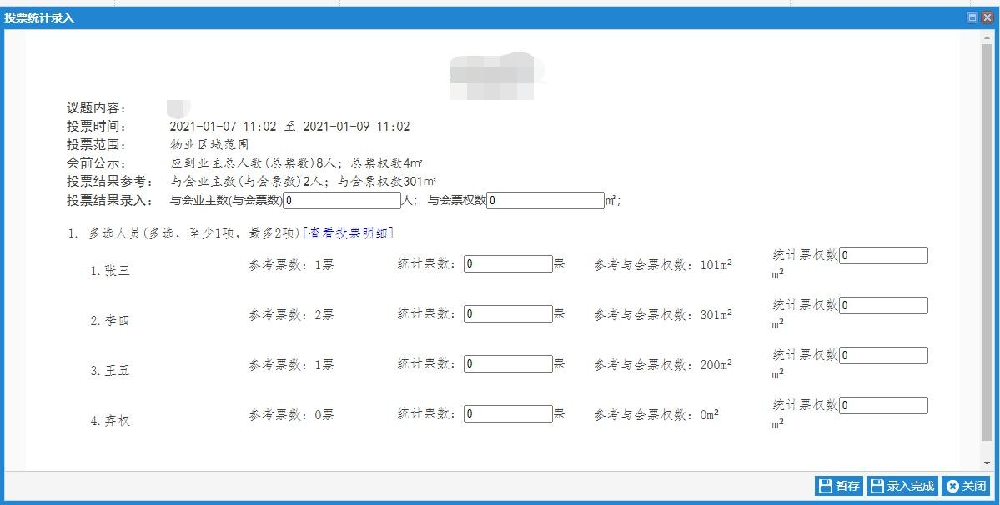 投票统计录入
议题内容：
投票时间： 2021-01-07 11:02 至 2021-01-09 11:02
投票范围： 物业区域范围
会前公示： 应到业主总人数(总票数)8人；总票权数4㎡
投票结果参考： 与会业主数(与会票数)2人；与会票权数301㎡
投票结果录入： 与会业主数(与会票数) 0 人； 与会票权数 0 ㎡；
1. 多选人员(多选，至少1项，最多2项)[查看投票明细]
1.张三 参考票数：1票 统计票数： 0 票 参考与会票权数：101m² 统计票权数 0 m²
2.李四 参考票数：2票 统计票数： 0 票 参考与会票权数：301m² 统计票权数 0 m²
3.王五 参考票数：1票 统计票数： 0 票 参考与会票权数：200m² 统计票权数 0 m²
4.弃权 参考票数：0票 统计票数： 0 票 参考与会票权数：0m² 统计票权数 0 m²
暂存 录入完成 关闭